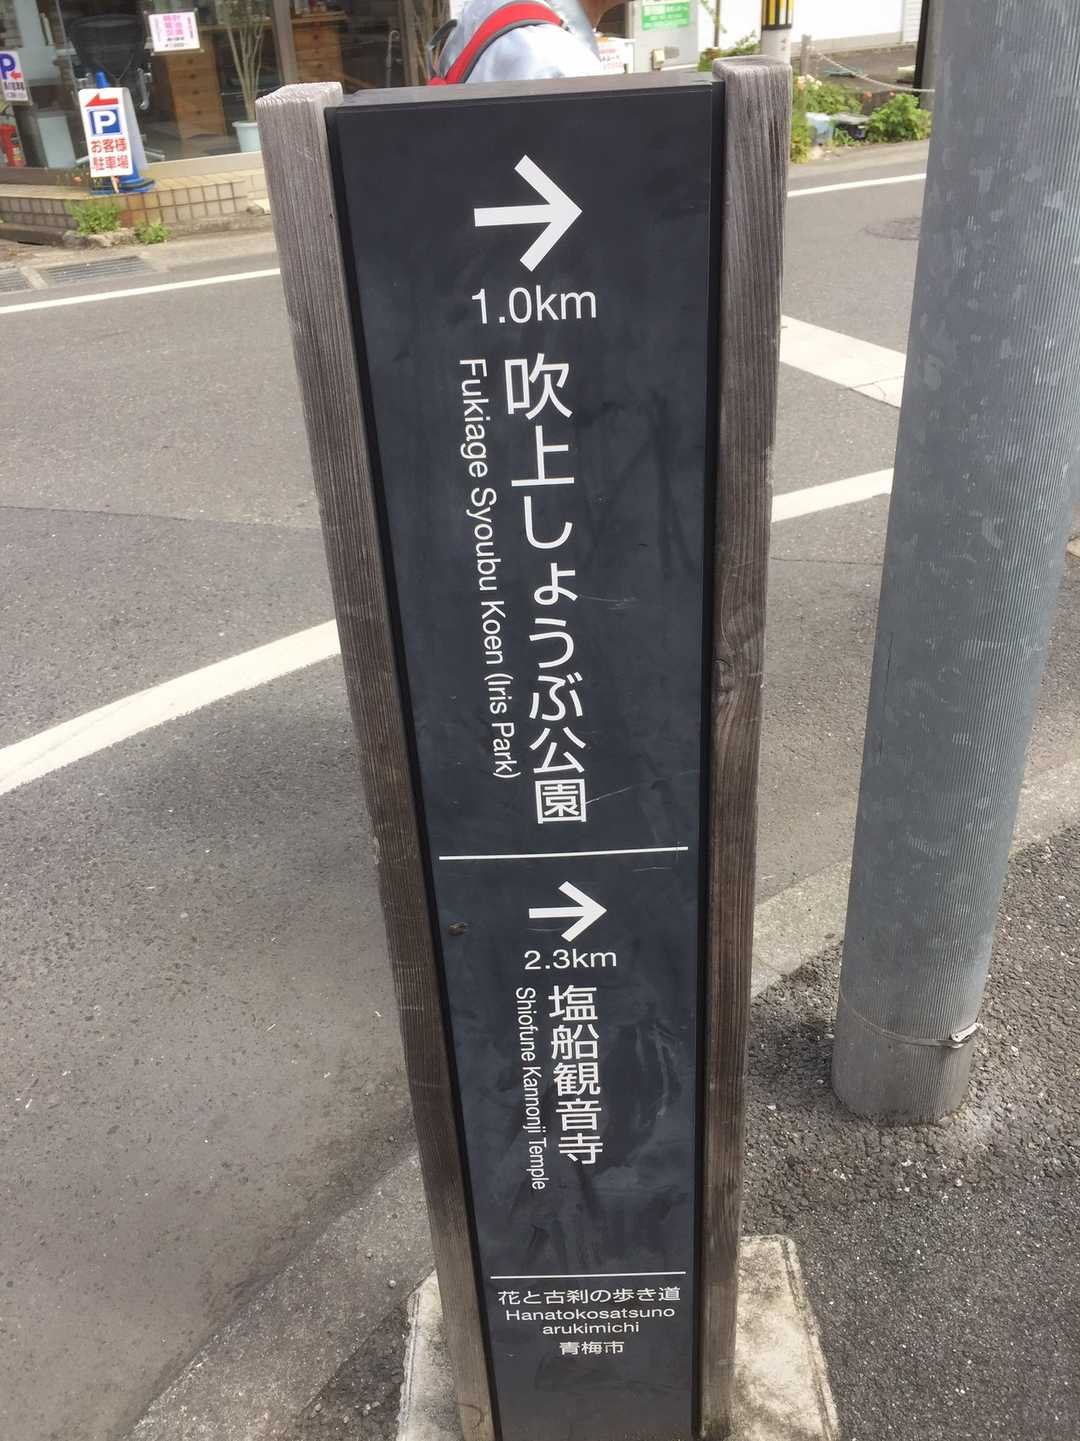 P
お客様
駐車場
P
1.0km
吹上しょうぶ公園
Fukiage Syoubu Koen (Iris Park)
2.3km
塩船観音寺
Shiofune Kannonji Temple
花と古刹の歩き道
Hanatokosatsuno
arukimichi
青梅市